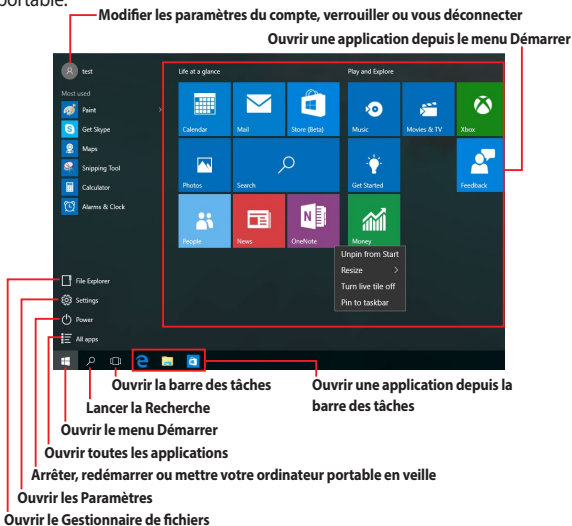 portable.
Modifier les paramètres du compte, verrouiller ou vous déconnecter
Ouvrir une application depuis le menu Démarrer
test
Life at a glance
Play and Explore
Most used
Paint
Get Skype
Maps
Snipping Tool
Calculator
Alarms & Clock
Calendar
Mail
Store (Beta)
Music
Movies & TV
Xbox
Photos
Search
Get Started
Feedback
People
News
OneNote
Money
Unpin from Start
Resize
Turn live tile off
Pin to taskbar
File Explorer
Settings
Power
All apps
Ouvrir la barre des tâches
Ouvrir une application depuis la
barre des tâches
Lancer la Recherche
Ouvrir le menu Démarrer
Ouvrir toutes les applications
Arrêter, redémarrer ou mettre votre ordinateur portable en veille
Ouvrir les Paramètres
Ouvrir le Gestionnaire de fichiers